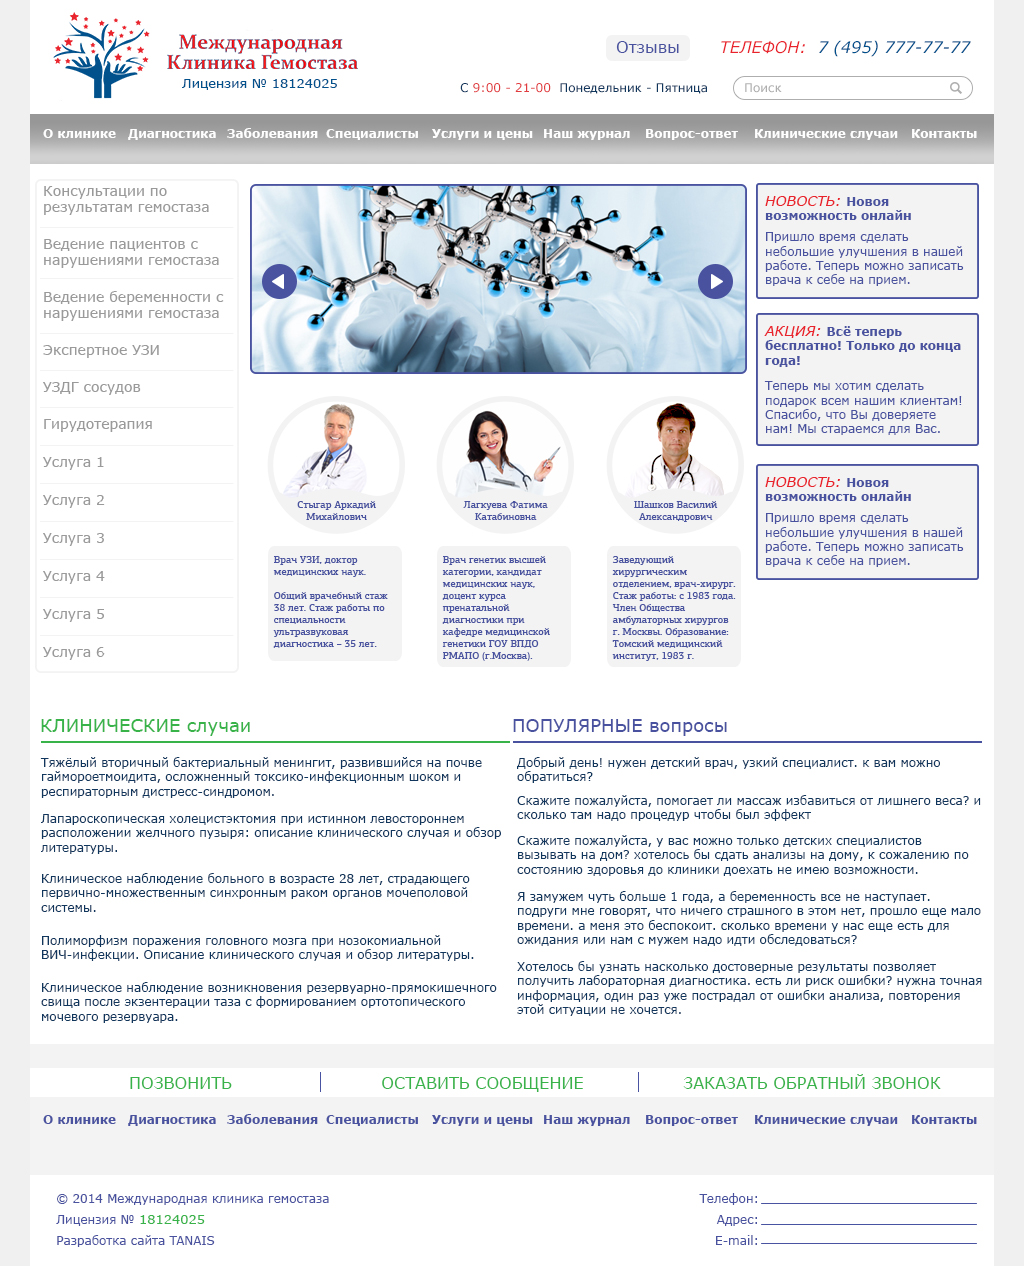 Международная
Клиника Гемостаза
Лицензия № 18124025
Отзывы
ТЕЛЕФОН: 7 (495) 777-77-77
С 9:00 - 21-00 Понедельник - Пятница
Поиск
О клинике Диагностика Заболевания Специалисты Услуги и цены Наш журнал Вопрос-ответ Клинические случаи Контакты
Консультации по
результатам гемостаза
Ведение пациентов с
нарушениями гемостаза
Ведение беременности с
нарушениями гемостаза
Экспертное УЗИ
УЗДГ сосудов
Гирудотерапия
Услуга 1
Услуга 2
Услуга 3
Услуга 4
Услуга 5
Услуга 6
Стыгар Аркадий
Михайлович
Врач УЗИ, доктор
медицинских наук.
Общий врачебный стаж
38 лет. Стаж работы по
специальности
ультразвуковая
диагностика – 35 лет.
Лагкуева Фатима
Катабиновна
Врач генетик высшей
категории, кандидат
медицинских наук,
доцент курса
пренатальной
диагностики при
кафедре медицинской
генетики ГОУ ВПДО
РМАПО (г.Москва).
Шашков Василий
Александрович
Заведующий
хирургическим
отделением, врач-хирург.
Стаж работы: с 1983 года.
Член Общества
амбулаторных хирургов
г. Москвы. Образование:
Томский медицинский
институт, 1983 г.
НОВОСТЬ: Новоя
возможность онлайн
Пришло время сделать
небольшие улучшения в нашей
работе. Теперь можно записать
врача к себе на прием.
АКЦИЯ: Всё теперь
бесплатно! Только до конца
года!
Теперь мы хотим сделать
подарок всем нашим клиентам!
Спасибо, что Вы доверяете
нам! Мы стараемся для Вас.
НОВОСТЬ: Новоя
возможность онлайн
Пришло время сделать
небольшие улучшения в нашей
работе. Теперь можно записать
врача к себе на прием.
КЛИНИЧЕСКИЕ случаи
Тяжёлый вторичный бактериальный менингит, развившийся на почве
гаймороетмоидита, осложненный токсико-инфекционным шоком и
респираторным дистресс-синдромом.
Лапароскопическая холецистэктомия при истинном левостороннем
расположении желчного пузыря: описание клинического случая и обзор
литературы.
Клиническое наблюдение больного в возрасте 28 лет, страдающего
первично-множественным синхронным раком органов мочеполовой
системы.
Полиморфизм поражения головного мозга при нозокомиальной
ВИЧ-инфекции. Описание клинического случая и обзор литературы.
Клиническое наблюдение возникновения резервуарно-прямокишечного
свища после экзентерации таза с формированием ортотопического
мочевого резервуара.
ПОПУЛЯРНЫЕ вопросы
Добрый день! нужен детский врач, узкий специалист. к вам можно
обратиться?
Скажите пожалуйста, помогает ли массаж избавиться от лишнего веса? и
сколько там надо процедур чтобы был эффект
Скажите пожалуйста, у вас можно только детских специалистов
вызывать на дом? хотелось бы сдать анализы на дому, к сожалению по
состоянию здоровья до клиники доехать не имею возможности.
Я замужем чуть больше 1 года, а беременность все не наступает.
подруги мне говорят, что ничего страшного в этом нет, прошло еще мало
времени. а меня это беспокоит. сколько времени у нас еще есть для
ожидания или нам с мужем надо идти обследоваться?
Хотелось бы узнать насколько достоверные результаты позволяет
получить лабораторная диагностика. есть ли риск ошибки? нужна точная
информация, один раз уже пострадал от ошибки анализа, повторения
этой ситуации не хочется.
ПОЗВОНИТЬ ОСТАВИТЬ СООБЩЕНИЕ ЗАКАЗАТЬ ОБРАТНЫЙ ЗВОНОК
О клинике Диагностика Заболевания Специалисты Услуги и цены Наш журнал Вопрос-ответ Клинические случаи Контакты
© 2014 Международная клиника гемостаза
Лицензия № 18124025
Разработка сайта TANAIS
Телефон:
Адрес:
E-mail: